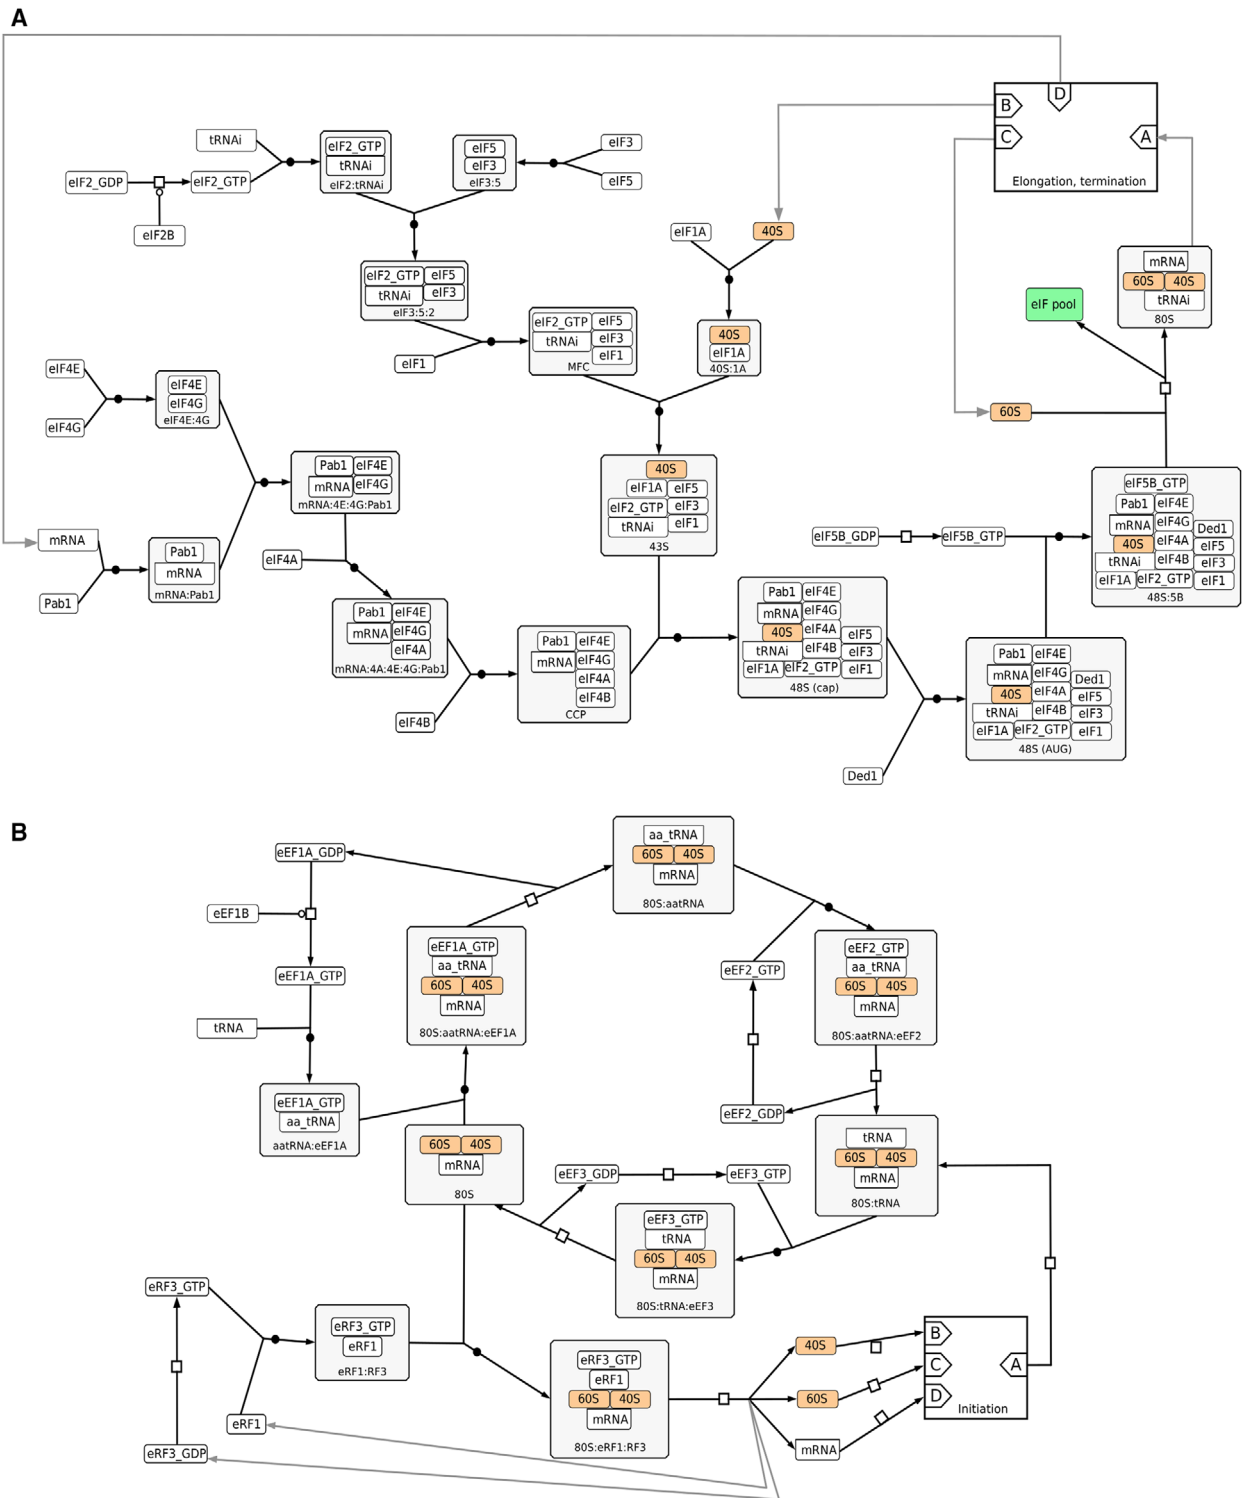 A
D
B
C
A
Elongation, termination
tRNAi
eIF2_GDP
eIF2_GTP
eIF2B
eIF2_GTP
tRNAi
eIF2:tRNAi
eIF5
eIF3
eIF3:5
eIF3
eIF5
eIF1A
40S
eIF2_GTP eIF5
tRNAi eIF3
eIF3:5:2
eIF1
eIF2_GTP eIF5
tRNAi eIF3
eIF1
MFC
40S
eIF1A
40S:1A
mRNA
60S 40S
tRNAi
80S
eIF pool
60S
eIF4E
eIF4G
eIF4E
eIF4G
eIF4E:4G
Pab1 eIF4E
mRNA eIF4G
mRNA:4E:4G:Pab1
mRNA
Pab1
Pab1
mRNA
mRNA:Pab1
eIF4A
40S
eIF1A eIF5
eIF2_GTP eIF3
tRNAi eIF1
43S
eIF5B_GDP
eIF5B_GTP
eIF5B_GTP
Pab1 eIF4E
mRNA eIF4G Ded1
40S eIF4A eIF5
tRNAi eIF4B eIF3
eIF1A eIF2_GTP eIF1
48S:5B
Pab1 eIF4E
mRNA eIF4G
eIF4A
mRNA:4A:4E:4G:Pab1
eIF4B
Pab1 eIF4E
mRNA eIF4G
eIF4A
eIF4B
CCP
Pab1 eIF4E
mRNA eIF4G
40S eIF4A eIF5
tRNAi eIF4B eIF3
eIF1A eIF2_GTP eIF1
48S (cap)
Ded1
Pab1 eIF4E
mRNA eIF4G Ded1
40S eIF4A eIF5
tRNAi eIF4B eIF3
eIF1A eIF2_GTP eIF1
48S (AUG)
B
eEF1A_GDP
eEF1B
eEF1A_GTP
tRNA
eEF1A_GTP
aa_tRNA
aatRNA:eEF1A
eEF1A_GTP
aa_tRNA
60S 40S
mRNA
80S:aatRNA:eEF1A
aa_tRNA
60S 40S
mRNA
80S:aatRNA
eEF2_GTP
eEF2_GDP
eEF2_GTP
aa_tRNA
60S 40S
mRNA
80S:aatRNA:eEF2
60S 40S
mRNA
80S
eEF3_GDP
eEF3_GTP
tRNA
60S 40S
mRNA
80S:tRNA
eEF3_GTP
tRNA
60S 40S
mRNA
80S:tRNA:eEF3
eRF3_GTP
eRF3_GTP
eRF1
eRF1:RF3
eRF1
eRF3_GDP
eRF3_GTP
eRF1
60S 40S
mRNA
80S:eRF1:RF3
40S
60S
mRNA
B
C
D
A
Initiation